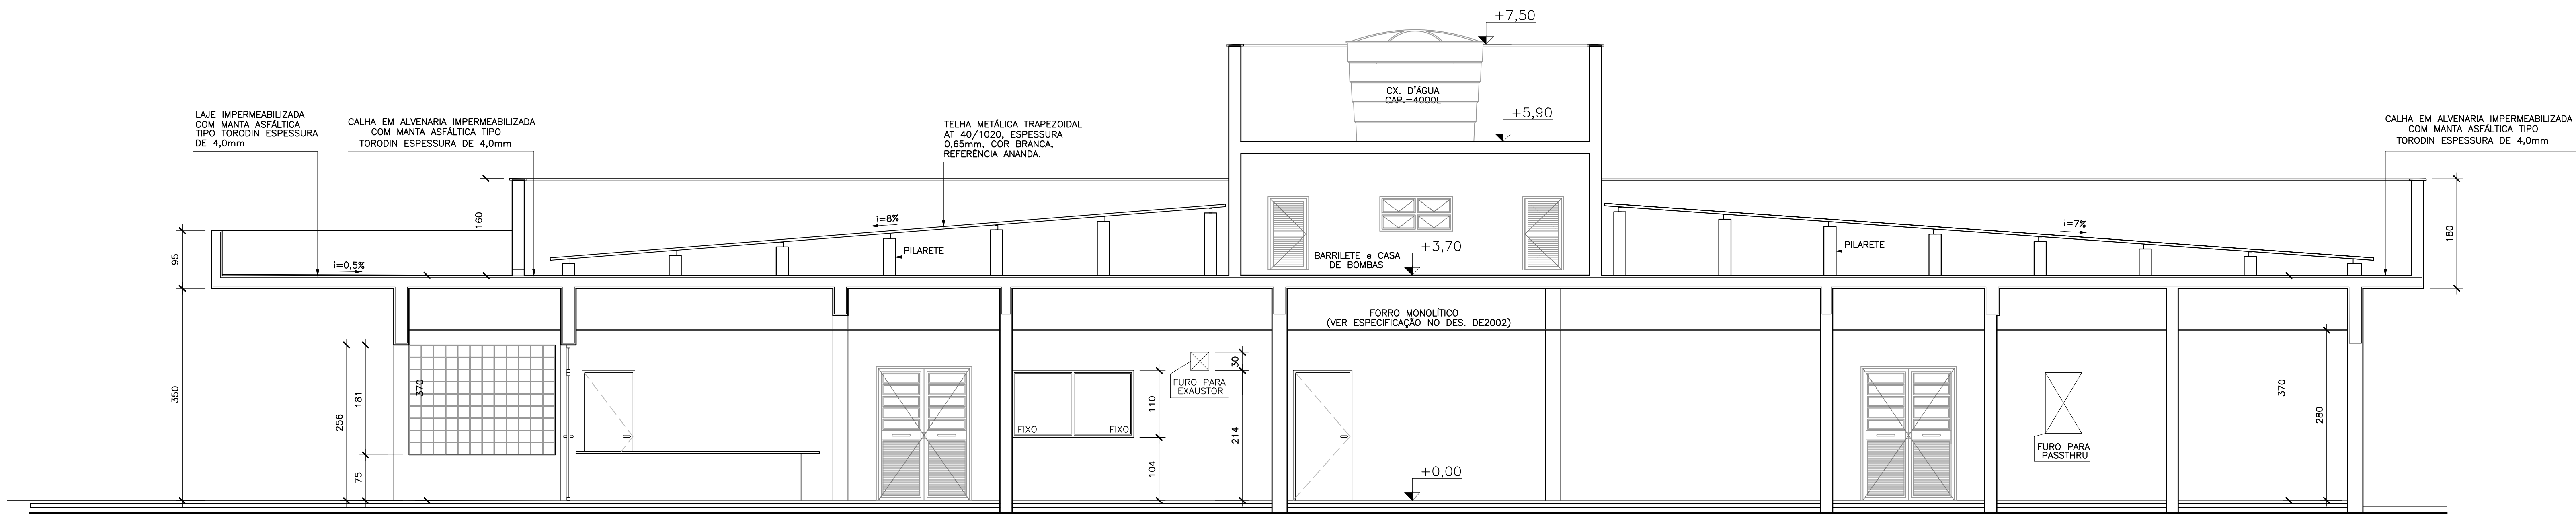 +7,50
CX. D'ÁGUA
CAP.=4000L
+5,90
LAJE IMPERMEABILIZADA
COM MANTA ASFÁLTICA
TIPO TORODIN ESPESSURA
DE 4,0mm
CALHA EM ALVENARIA IMPERMEABILIZADA
COM MANTA ASFÁLTICA TIPO
TORODIN ESPESSURA DE 4,0mm
TELHA METÁLICA TRAPEZOIDAL
AT 40/1020, ESPESSURA
0,65mm, COR BRANCA,
REFERÊNCIA ANANDA.
CALHA EM ALVENARIA IMPERMEABILIZADA
COM MANTA ASFÁLTICA TIPO
TORODIN ESPESSURA DE 4,0mm
160
i=8%
i=7%
180
95
i=0,5%
PILARETE
+3,70
BARRILETE e CASA
DE BOMBAS
PILARETE
FORRO MONOLÍTICO
(VER ESPECIFICAÇÃO NO DES. DE2002)
350
256
181
75
370
FIXO
FIXO
110
104
FURO PARA
EXAUSTOR
30
214
+0,00
FURO PARA
PASSTHRU
370
280